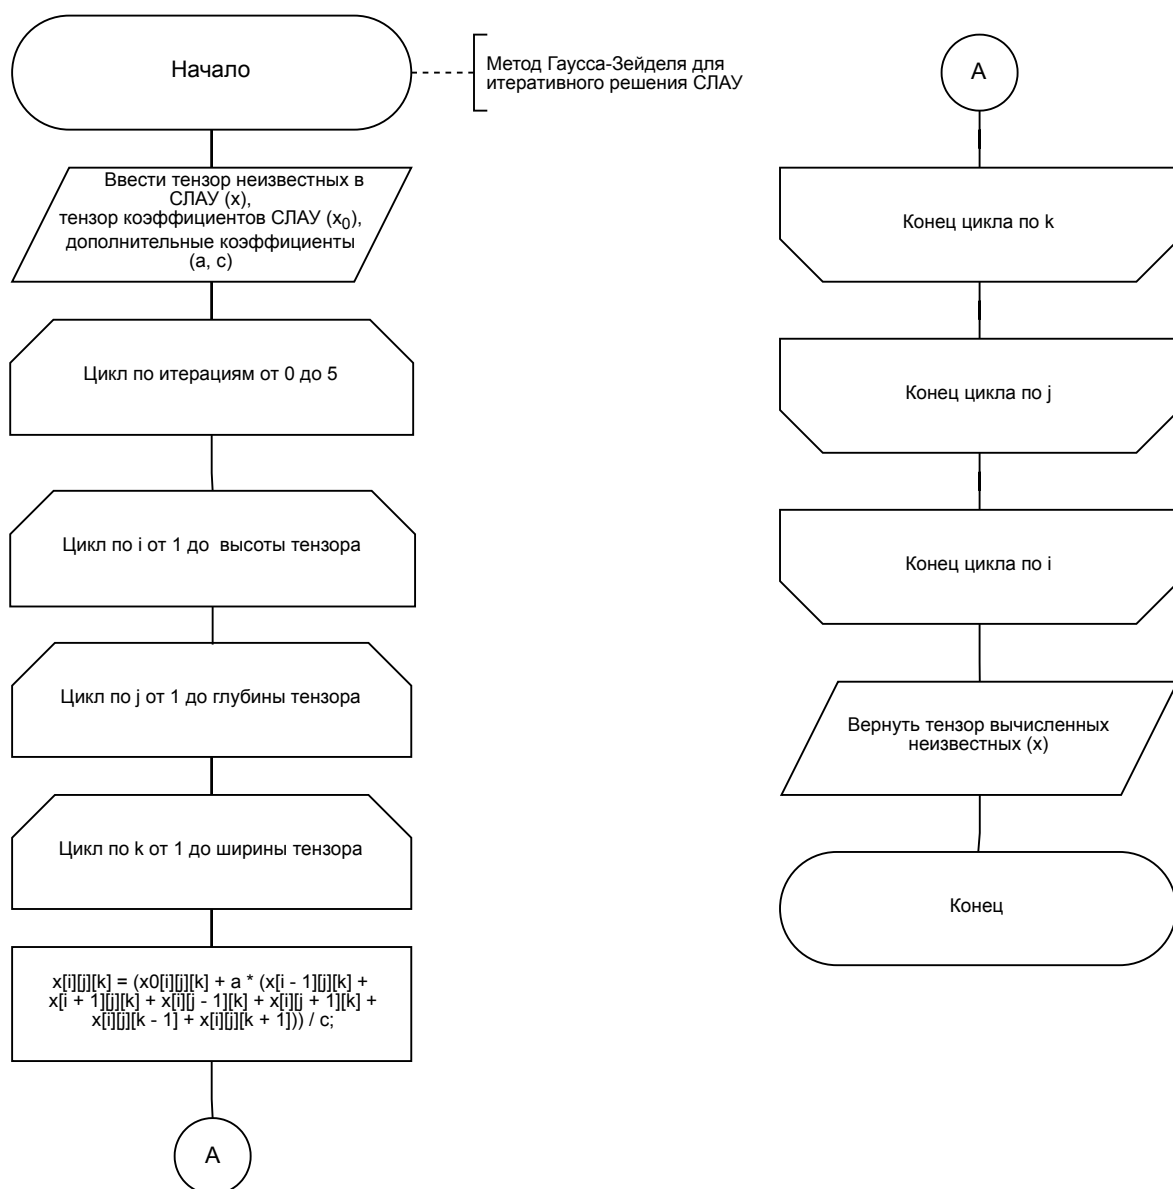 Начало
Метод Гаусса-Зейделя для
итеративного решения СЛАУ
Ввести тензор неизвестных в
СЛАУ (x),
тензор коэффициентов СЛАУ (x0),
дополнительные коэффициенты
(a, c)
Цикл по итерациям от 0 до 5
Цикл по i от 1 до  высоты тензора
Цикл по j от 1 до глубины тензора
Цикл по k от 1 до ширины тензора
x[i][j][k] = (x0[i][j][k] + a * (x[i - 1][j][k] +
x[i + 1][j][k] + x[i][j - 1][k] + x[i][j + 1][k] +
x[i][j][k - 1] + x[i][j][k + 1])) / c;
A
A
Конец цикла по k
Конец цикла по j
Конец цикла по i
Вернуть тензор вычисленных
неизвестных (x)
Конец